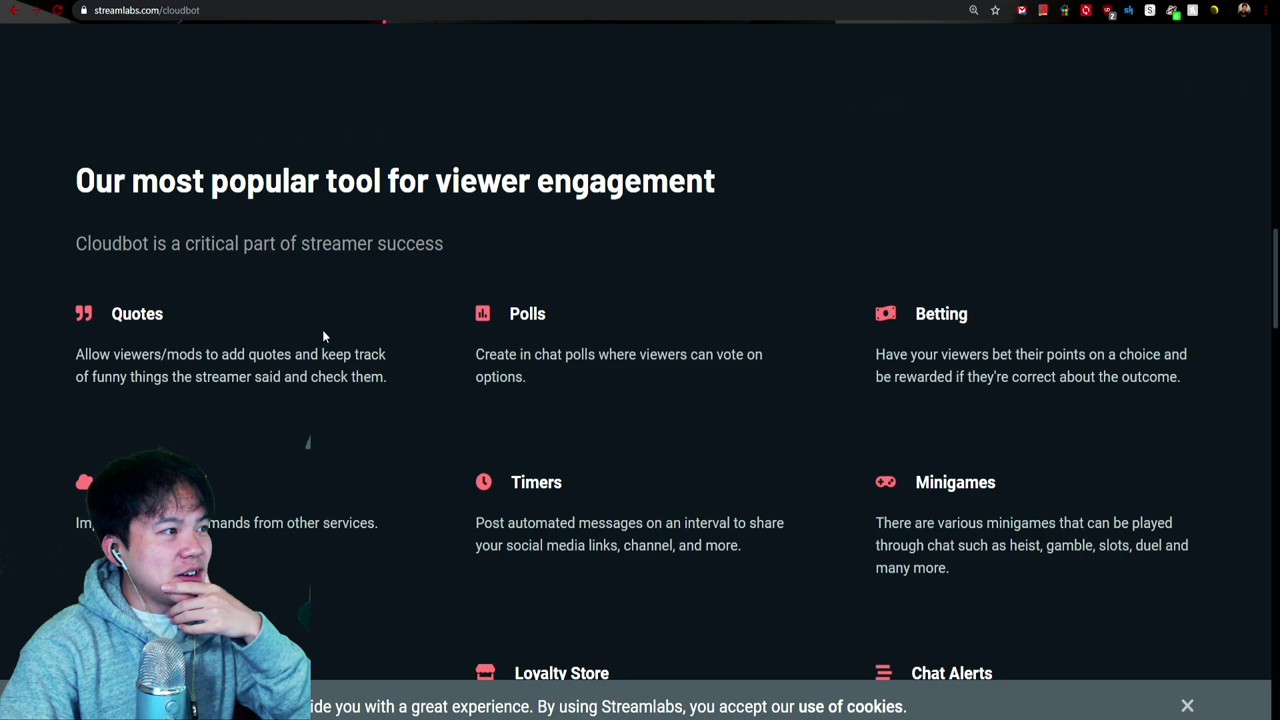 streamlabs.com/cloudbot
2
Our most popular tool for viewer engagement
Cloudbot is a critical part of streamer success
Quotes
Allow viewers/mods to add quotes and keep track
of funny things the streamer said and check them.
Polls
Create in chat polls where viewers can vote on
options.
Betting
Have your viewers bet their points on a choice and
be rewarded if they're correct about the outcome.
mands from other services.
Timers
Post automated messages on an interval to share
your social media links, channel, and more.
Minigames
There are various minigames that can be played
through chat such as heist, gamble, slots, duel and
many more.
Loyalty Store
Chat Alerts
ide you with a great experience. By using Streamlabs, you accept our use of cookies.